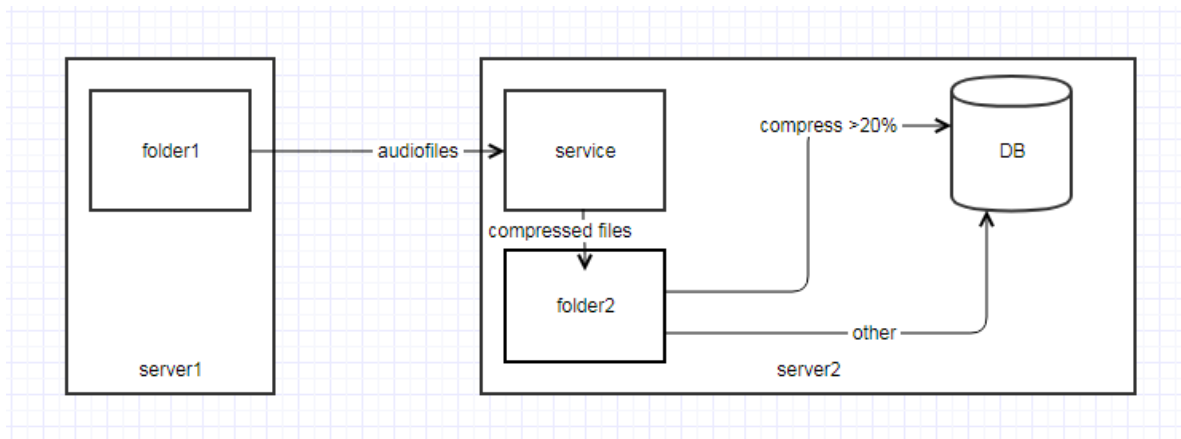 folder1
audiofiles
service
compress >20%
DB
compressed files
folder2
other
server1
server2